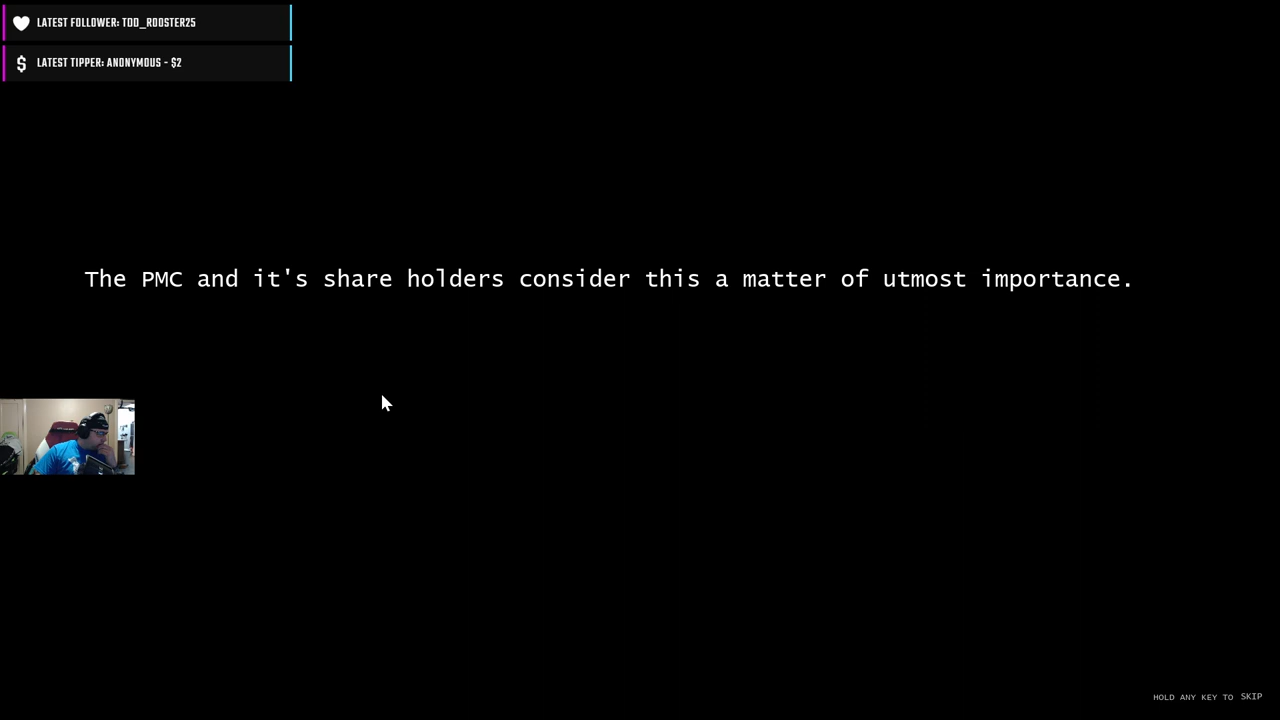 LATEST FOLLOWER: TOD_ROOSTER25
$ LATEST TIPPER: ANONYMOUS - $2
The PMC and it's share holders consider this a matter of utmost importance.
HOLD ANY KEY TO SKIP